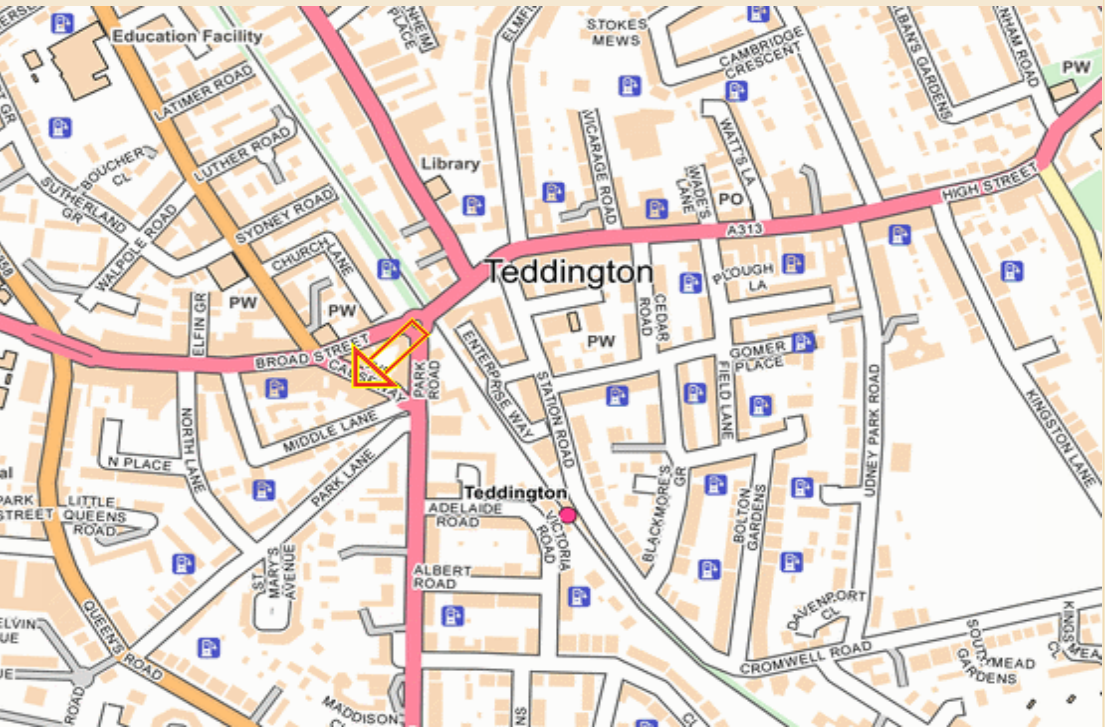 Education Facility
LATIMER ROAD
LUTHER ROAD
BOUCHER
CL
SUTHERLAND
GR
WALPOLE ROAD
SYDNEY ROAD
CHURCH LANE
PW
PW
ELFIN GR
BROAD STREET
CAUSEWAY
PARK
ROAD
Library
STOKES
MEWS
CAMBRIDGE
CRESCENT
VICARAGE ROAD
WADE'S
LANE
WATTS LA
PO
A313
HIGH STREET
PW
Teddington
PLOUGH
LA
CEDAR
ROAD
PW
GOMER
PLACE
FIELD LANE
ENTERPRISE WAY
STATION ROAD
MIDDLE LANE
NORTH LANE
N PLACE
PARK LANE
LITTLE
QUEENS
ROAD
PARK
STREET
Teddington
ADELAIDE
ROAD
VICTORIA
ROAD
BLACKMORE'S
GR
BOLTON
GARDENS
UDNEY PARK ROAD
KINGSTON LANE
ST
MARY'S
AVENUE
ALBERT
ROAD
QUEEN'S ROAD
ROAD
DAVENPORT
CL
CROMWELL ROAD
SOUTHMEAD
GARDENS
MADDISON
CL